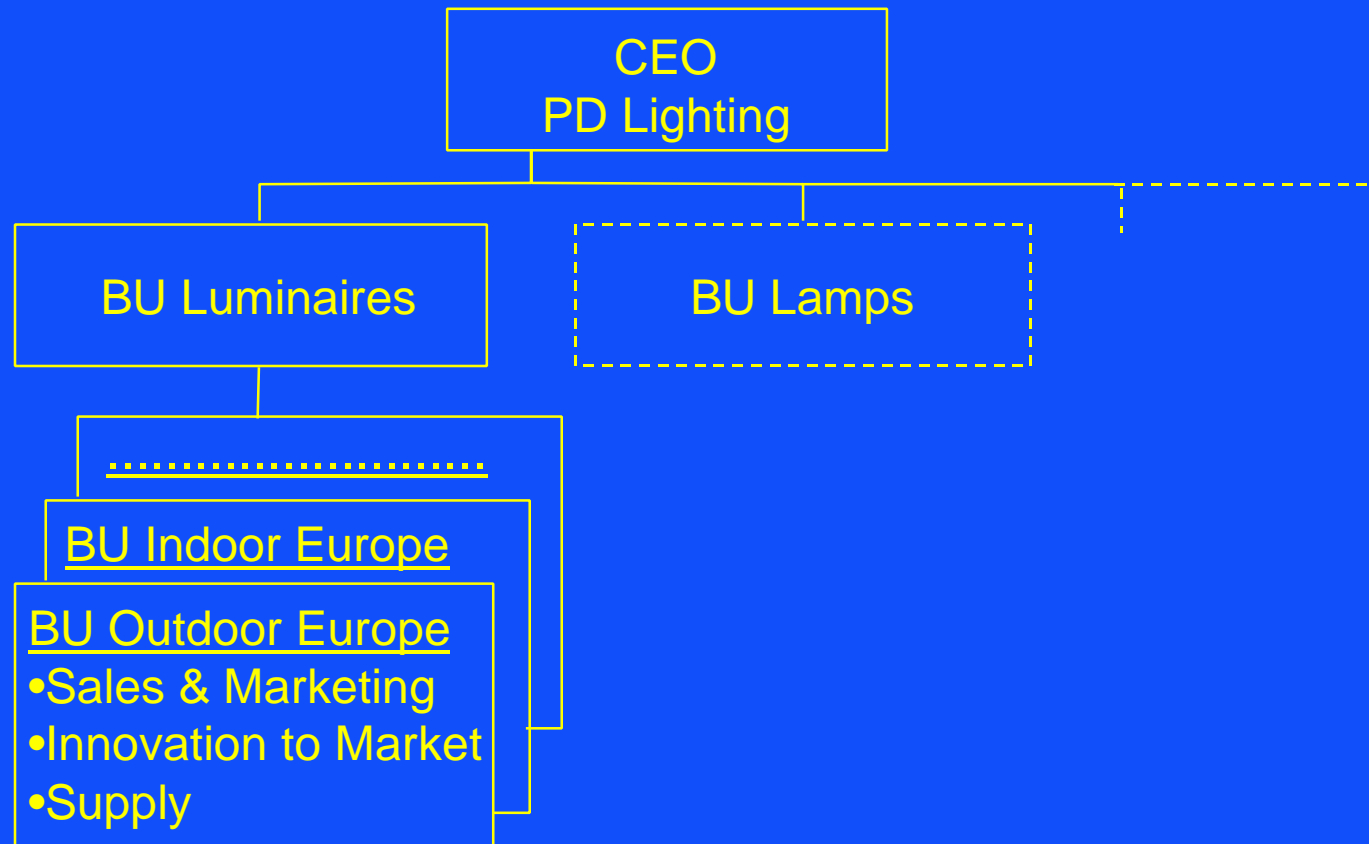 CEO
PD Lighting
BU Luminaires
BU Lamps
..........................
BU Indoor Europe
BU Outdoor Europe
•Sales & Marketing
•Innovation to Market
•Supply